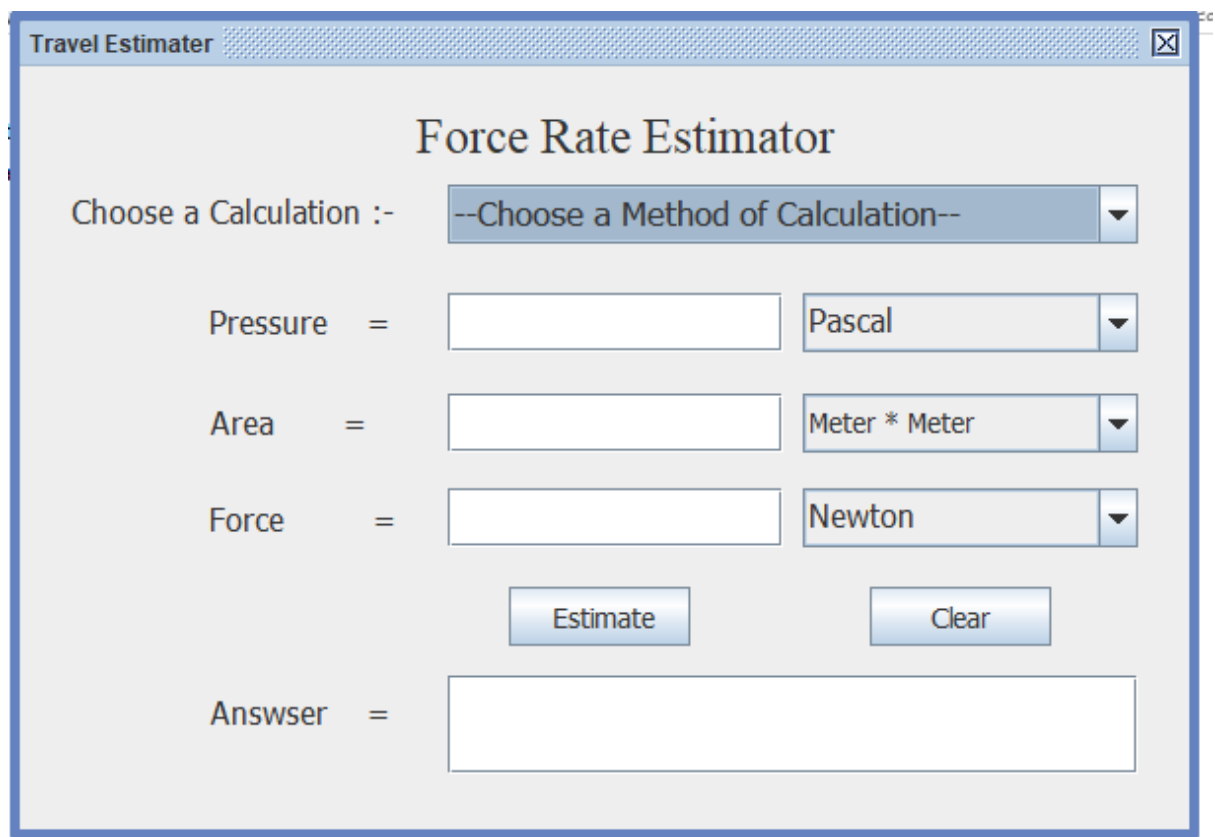 Travel Estimater
Force Rate Estimator
Choose a Calculation :- --Choose a Method of Calculation--
Pressure = Pascal
Area = Meter * Meter
Force = Newton
Estimate Clear
Answser =